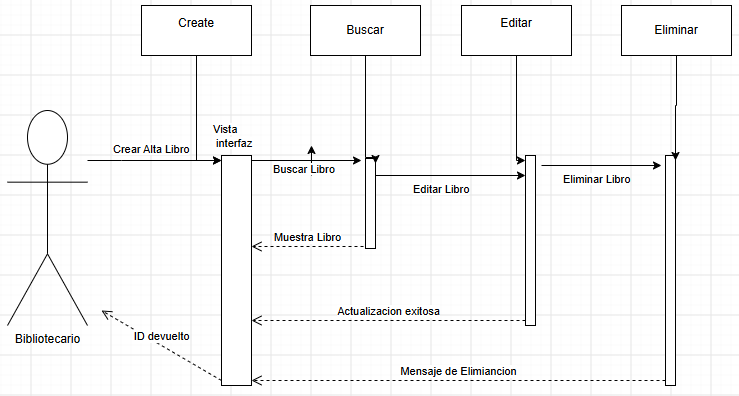 Create
Buscar
Editar
Eliminar
Vista
interfaz
Crear Alta Libro
Buscar Libro
Editar Libro
Eliminar Libro
Muestra Libro
Actualizacion exitosa
ID devuelto
Bibliotecario
Mensaje de Elimiancion